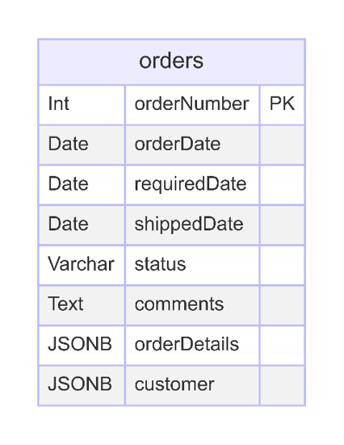 orders
Int orderNumber PK
Date orderDate
Date requiredDate
Date shippedDate
Varchar status
Text comments
JSONB orderDetails
JSONB customer